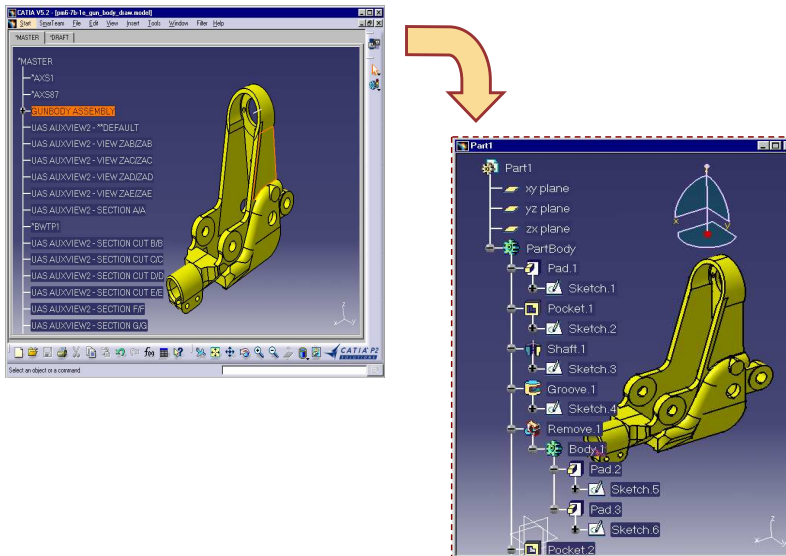 CATIA V5.2 - [pm6-7b-1e_gun_body_draw.model]
Start SmarTeam File Edit View Insert Tools Window Filter Help
*MASTER *DRAFT
*MASTER
*AXS1
*AXS87
GUNBODY ASSEMBLY
UAS AUXVIEW2 - **DEFAULT
UAS AUXVIEW2 - VIEW ZAB/ZAB
UAS AUXVIEW2 - VIEW ZAC/ZAC
UAS AUXVIEW2 - VIEW ZAD/ZAD
UAS AUXVIEW2 - VIEW ZAE/ZAE
UAS AUXVIEW2 - SECTION A/A
*BWTP1
UAS AUXVIEW2 - SECTION CUT B/B
UAS AUXVIEW2 - SECTION CUT C/C
UAS AUXVIEW2 - SECTION CUT D/D
UAS AUXVIEW2 - SECTION CUT E/E
UAS AUXVIEW2 - SECTION F/F
UAS AUXVIEW2 - SECTION G/G
z
x y
f(x)
CATIA P2
SOLUTIONS
Select an object or a command
Part1
Part1
xy plane
yz plane
zx plane
PartBody
Pad.1
Sketch.1
Pocket.1
Sketch.2
Shaft.1
Sketch.3
Groove.1
Sketch.4
Remove.1
Body.1
Pad.2
Sketch.5
Pad.3
Sketch.6
Pocket.2
x y
z
x y